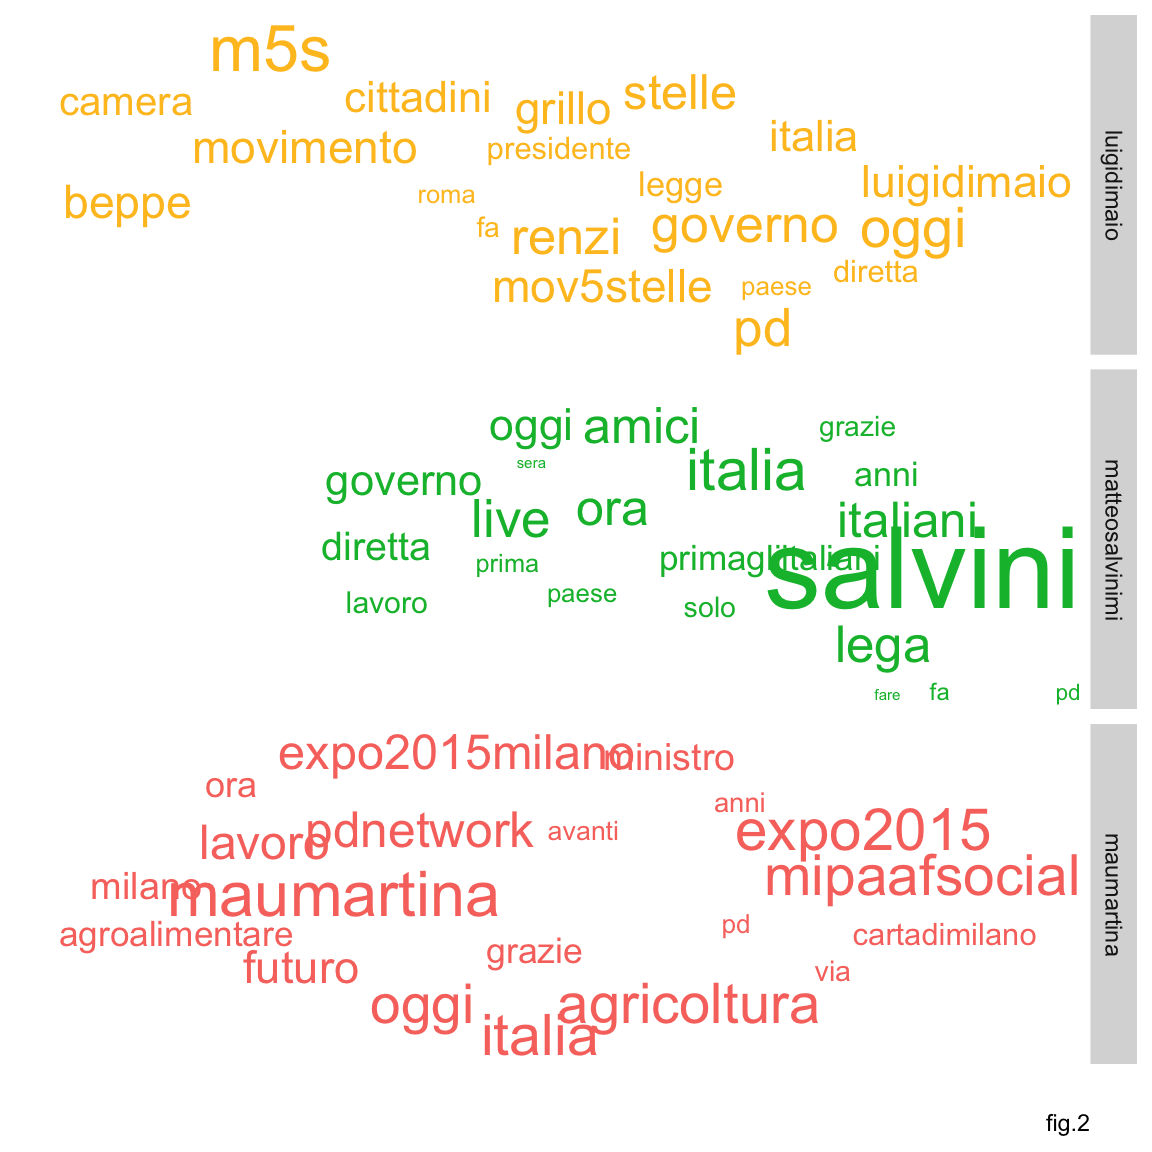 m5s
camera
cittadini
grillo
stelle
movimento
presidente
italia
beppe
roma
legge
luigidimaio
fa
renzi
governo
oggi
mov5stelle
paese
diretta
pd
luigidimaio
oggi
amici
grazie
sera
italia
anni
governo
live
ora
italiani
diretta
prima
primagliitaliani
salvini
lavoro
paese
solo
lega
fare
fa
pd
matteosalvinimi
expo2015milano
ministro
ora
anni
lavoro
pdnetwork
avanti
expo2015
milano
maumartina
mipaafsocial
agroalimentare
grazie
pd
cartadimilano
futuro
via
oggi
agricoltura
italia
maumartina
fig.2